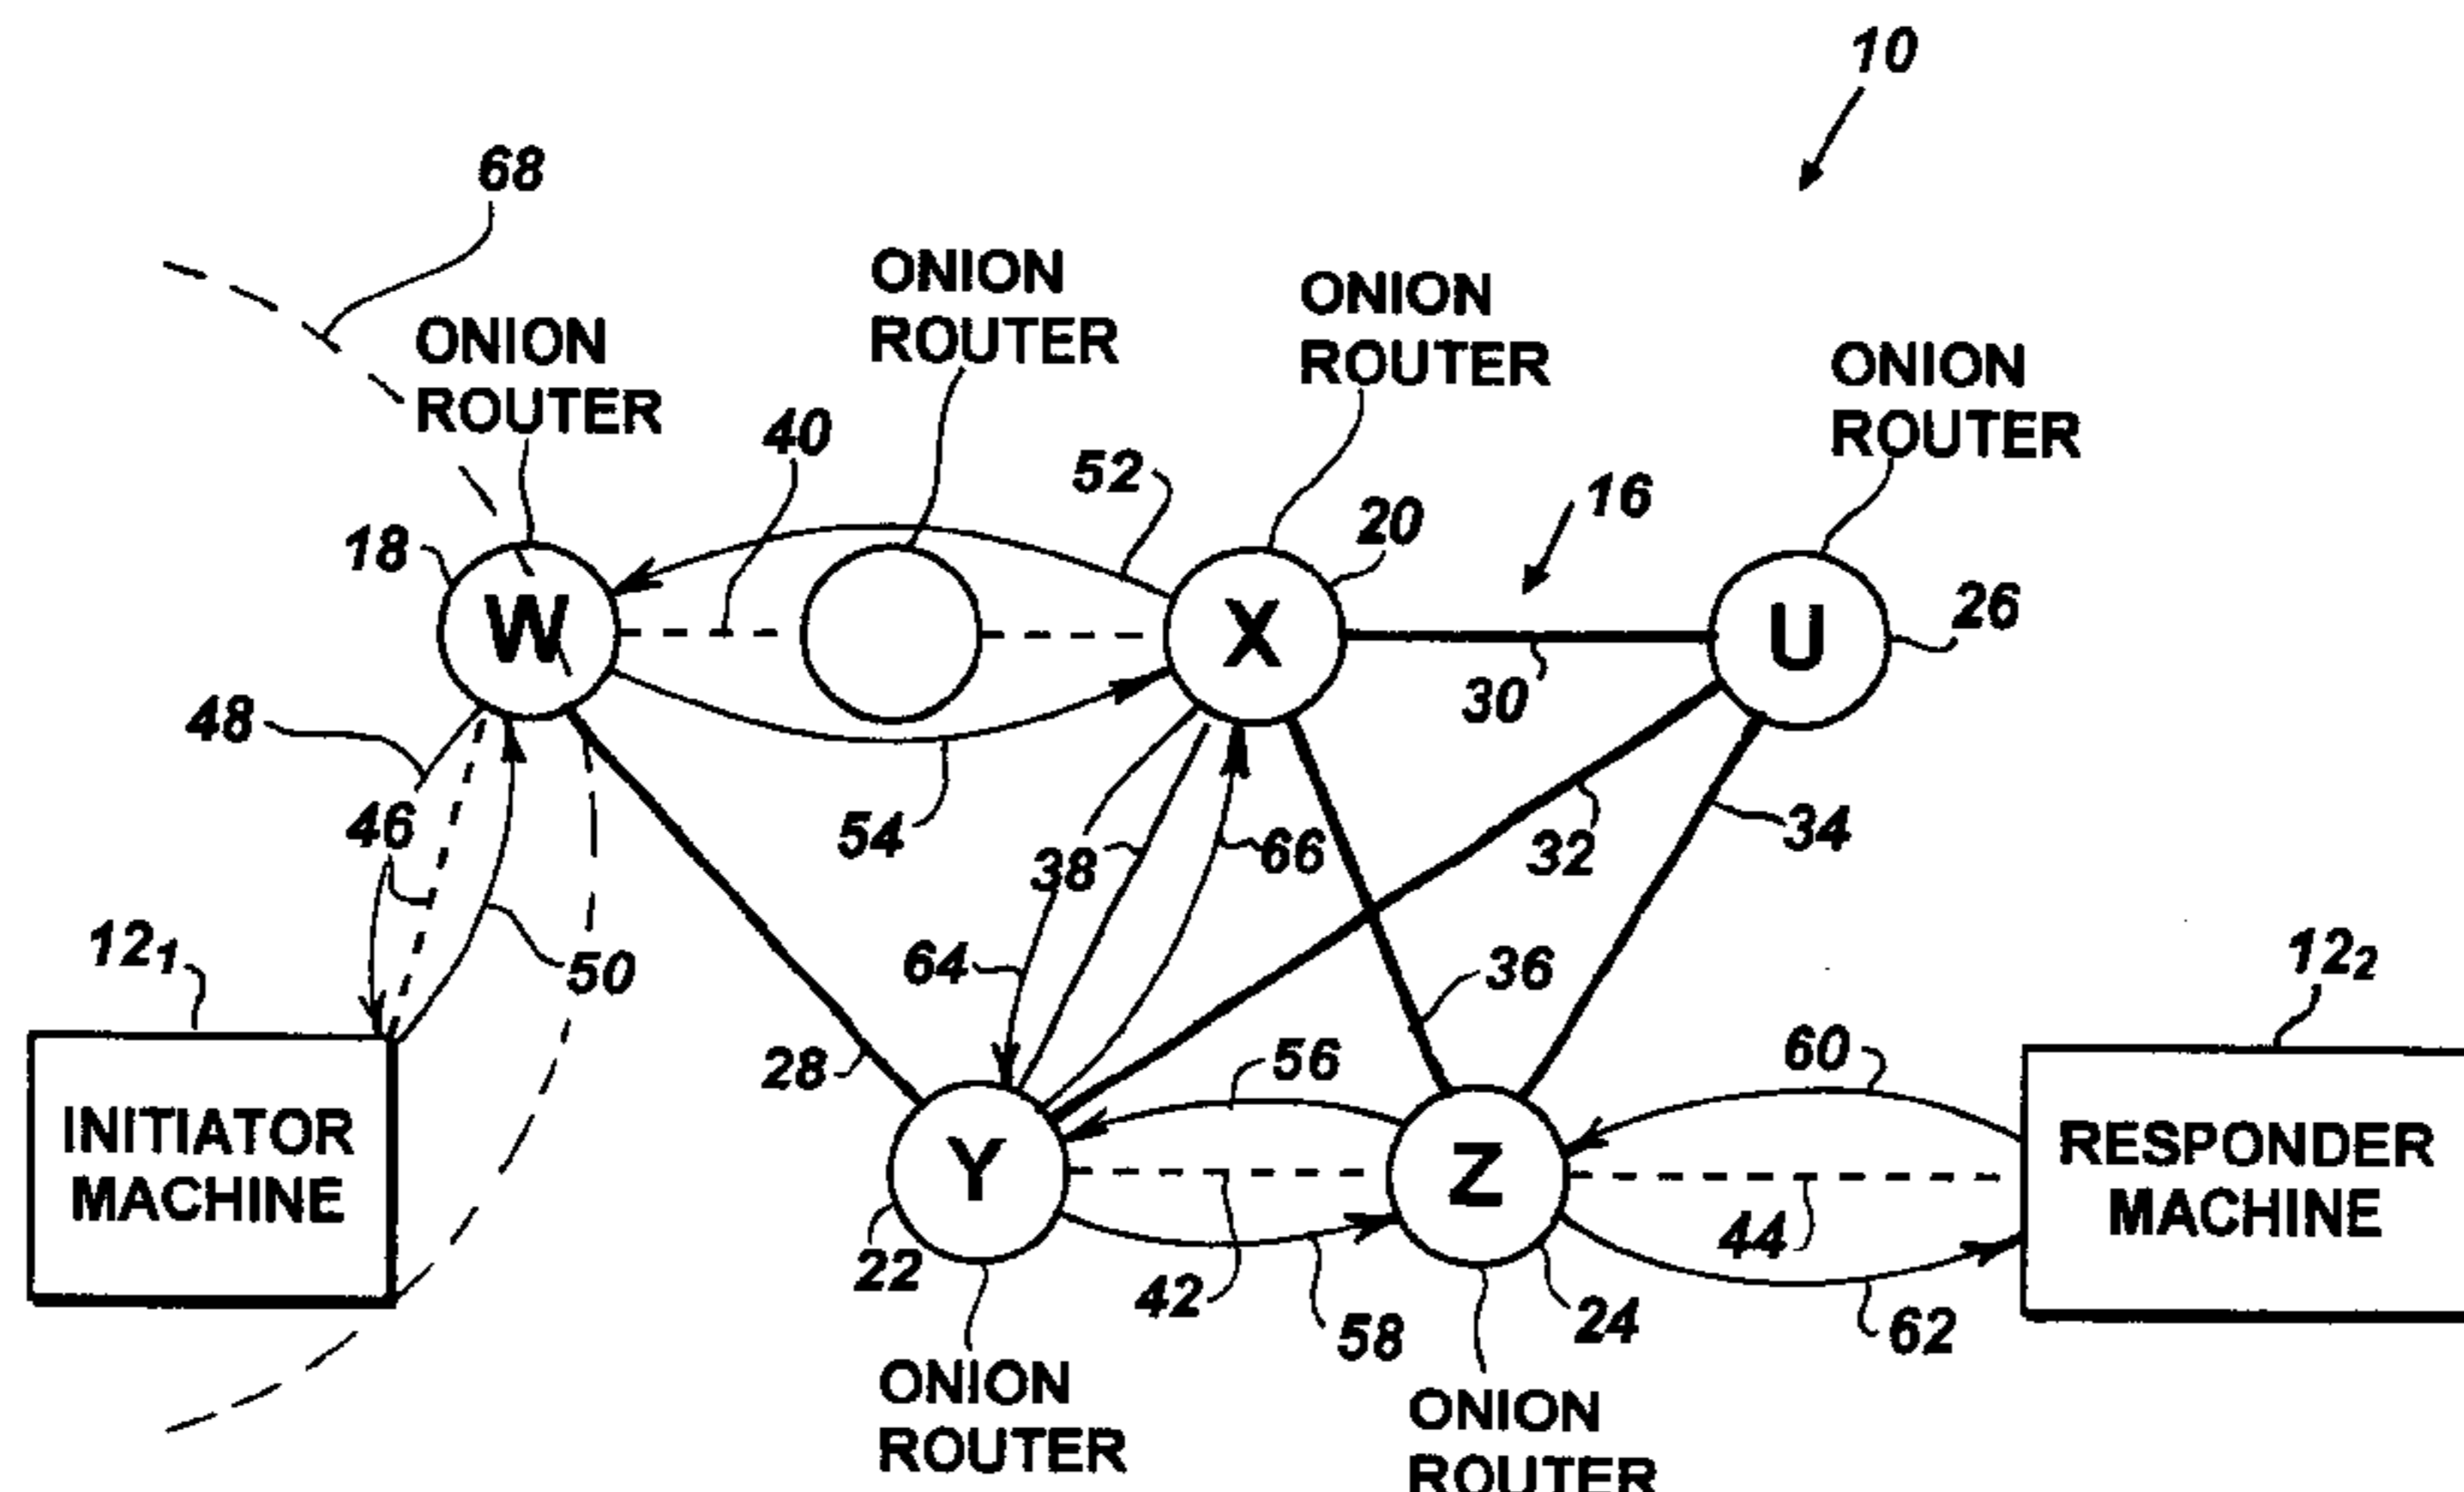 10
68
ONION
ROUTER
ONION
ROUTER
ONION
ROUTER
ONION
ROUTER
40
52
16
20
18
26
W
X
U
30
48
46
54
38
66
32
34
12₁
50
64
36
12₂
28
56
60
INITIATOR
MACHINE
Y
Z
RESPONDER
MACHINE
22
42
58
44
24
62
ONION
ROUTER
ONION
ROUTER